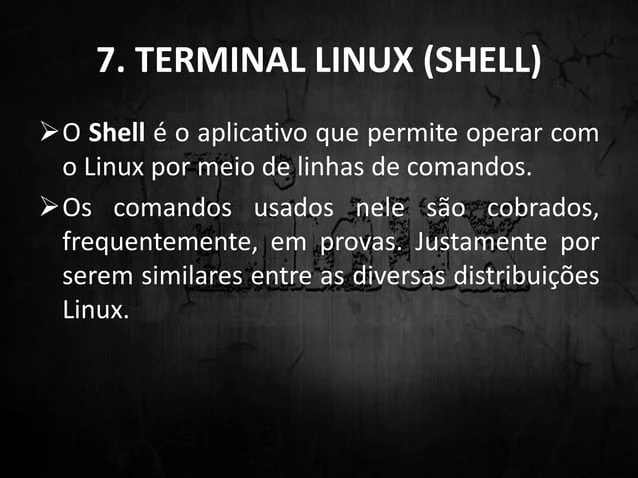 7. TERMINAL LINUX (SHELL)
➢O Shell é o aplicativo que permite operar com
o Linux por meio de linhas de comandos.
➢Os comandos usados nele são cobrados,
frequentemente, em provas. Justamente por
serem similares entre as diversas distribuições
Linux.
Linux